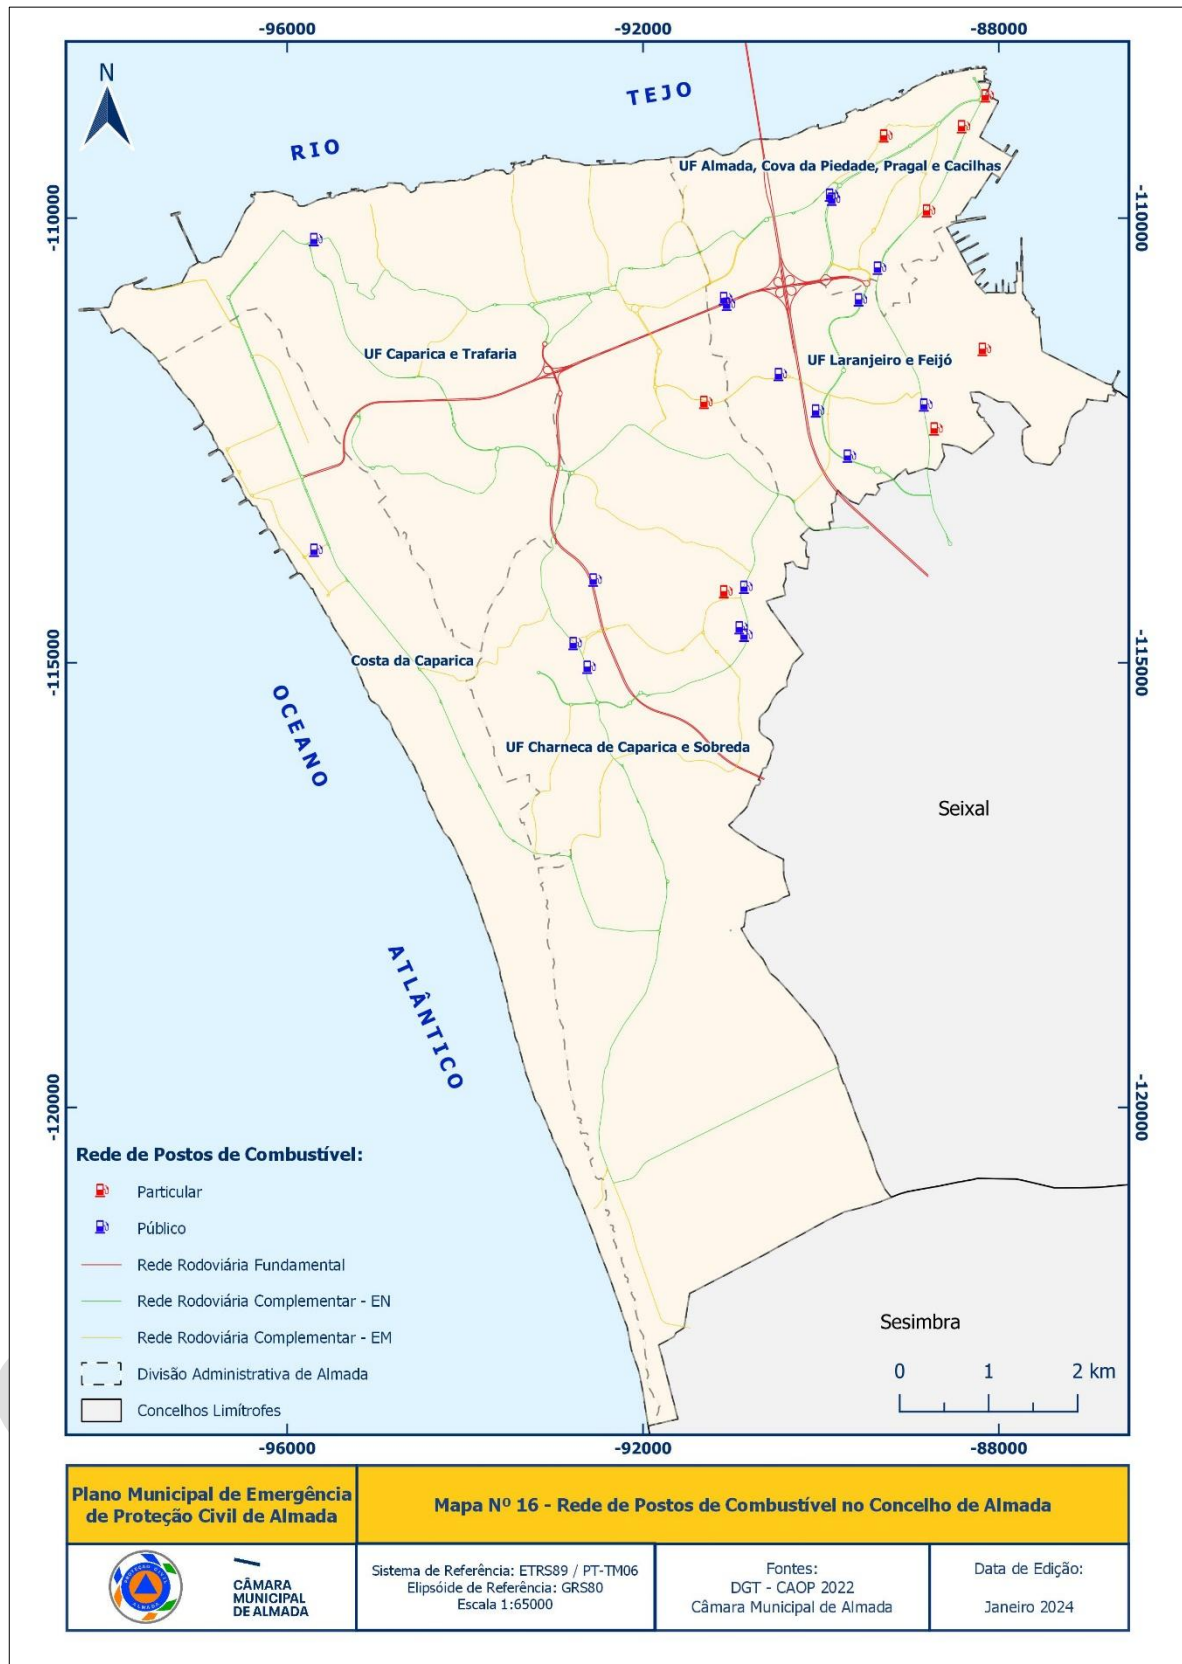 -96000
-92000
-88000
N
RIO
TEJO
UF Almada, Cova da Piedade, Pragal e Cacilhas
-110000
-110000
UF Caparica e Trafaria
UF Laranjeiro e Feijó
-115000
Costa da Caparica
-115000
OCEANO
UF Charneca de Caparica e Sobreda
Seixal
ATLÂNTICO
-120000
-120000
Rede de Postos de Combustível:
Particular
Público
Rede Rodoviária Fundamental
Rede Rodoviária Complementar - EN
Rede Rodoviária Complementar - EM
Divisão Administrativa de Almada
Concelhos Limítrofes
Sesimbra
0 1 2 km
-96000
-92000
-88000
Plano Municipal de Emergência
de Proteção Civil de Almada
Mapa Nº 16 - Rede de Postos de Combustível no Concelho de Almada
PROTEÇÃO CIVIL
ALMADA
CÂMARA
MUNICIPAL
DE ALMADA
Sistema de Referência: ETRS89 / PT-TM06
Elipsóide de Referência: GRS80
Escala 1:65000
Fontes:
DGT - CAOP 2022
Câmara Municipal de Almada
Data de Edição:
Janeiro 2024